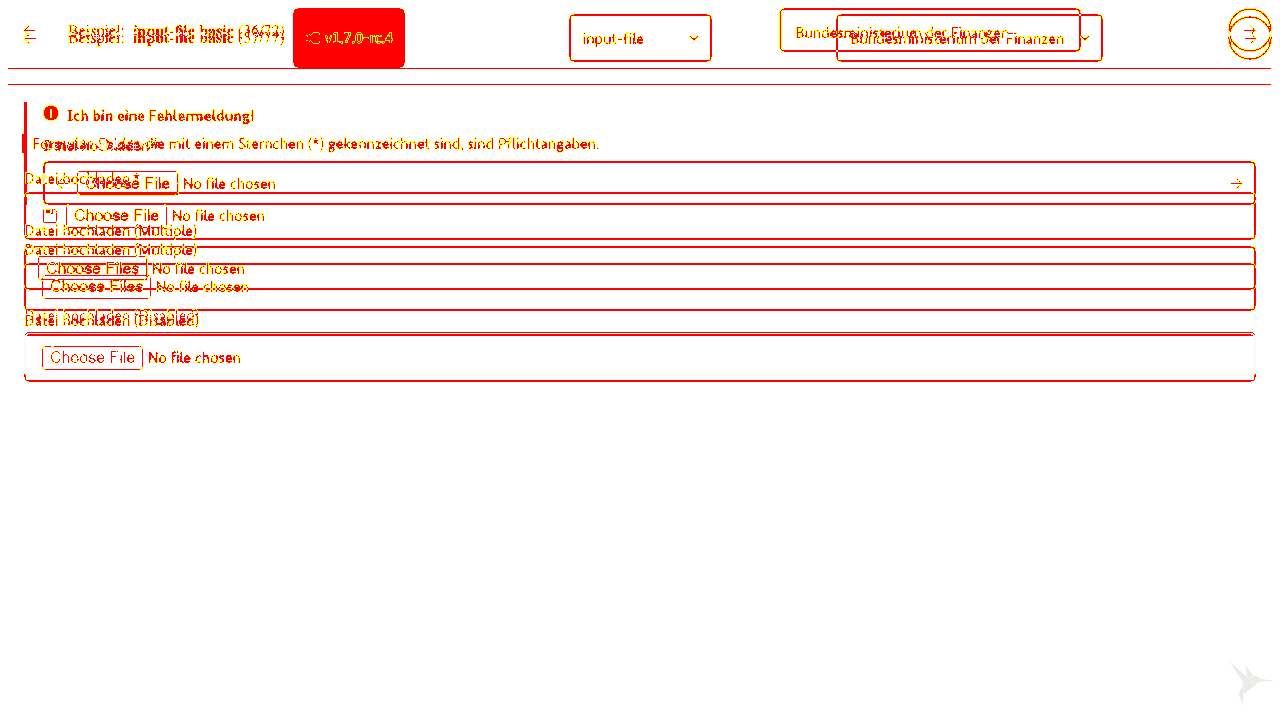 Beispiel: input-file basic (36/72)
Beispiel: input-file basic (37/77)
v1.7.0-rc.4
input-file
Bundesministerium der Finanzen
Bundesministerium der Finanzen
Ich bin eine Fehlermeldung!
Formular-Felder, die mit einem Sternchen (*) gekennzeichnet sind, sind Pflichtangaben.
Datei hochladen*
Datei hochladen *
Choose File No file chosen
Choose File No file chosen
Datei hochladen (Multiple)
Datei hochladen (Multiple)
Choose Files No file chosen
Choose Files No file chosen
Datei hochladen (Disabled)
Datei hochladen (Disabled)
Choose File No file chosen